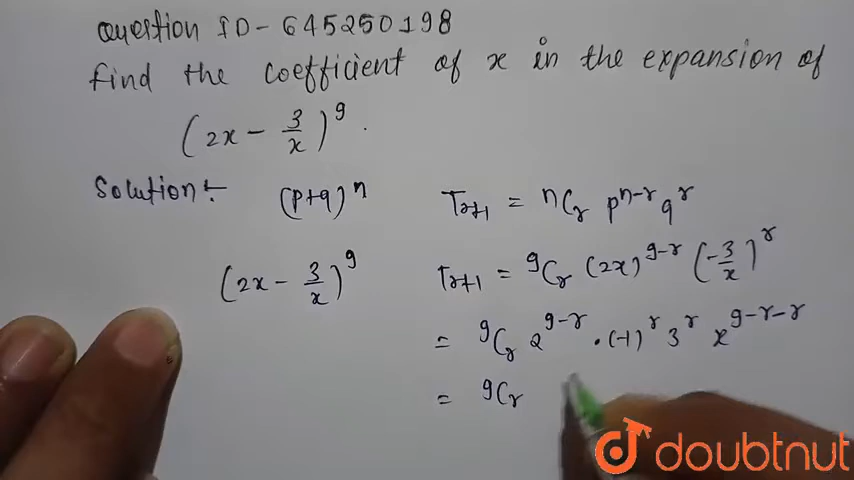 Question ID - 645250198
find the coefficient of x in the expansion of
(2x - 3/x)^9.
Solution :- (p+q)^n T_{r+1} = ^nC_r p^{n-r} q^r
(2x - 3/x)^9 T_{r+1} = ^9C_r (2x)^{9-r} (-3/x)^r
= ^9C_r 2^{9-r} · (-1)^r 3^r x^{9-r-r}
= ^9C_r
doubtnut